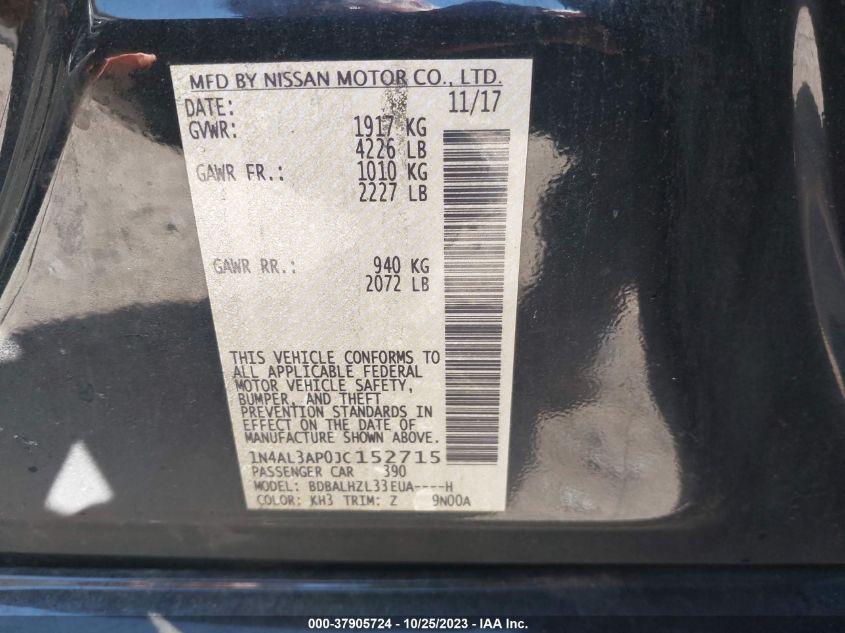 MFD BY NISSAN MOTOR CO., LTD.
DATE: 11/17
GVWR: 1917 KG
4226 LB
GAWR FR.: 1010 KG
2227 LB
GAWR RR.: 940 KG
2072 LB
THIS VEHICLE CONFORMS TO
ALL APPLICABLE FEDERAL
MOTOR VEHICLE SAFETY,
BUMPER, AND THEFT
PREVENTION STANDARDS IN
EFFECT ON THE DATE OF
MANUFACTURE SHOWN ABOVE.
1N4AL3AP0JC152715
PASSENGER CAR 390
MODEL: BDBALHZL33EUA----H
COLOR: KH3 TRIM: Z 9N00A
000-37905724 - 10/25/2023 - IAA, Inc.